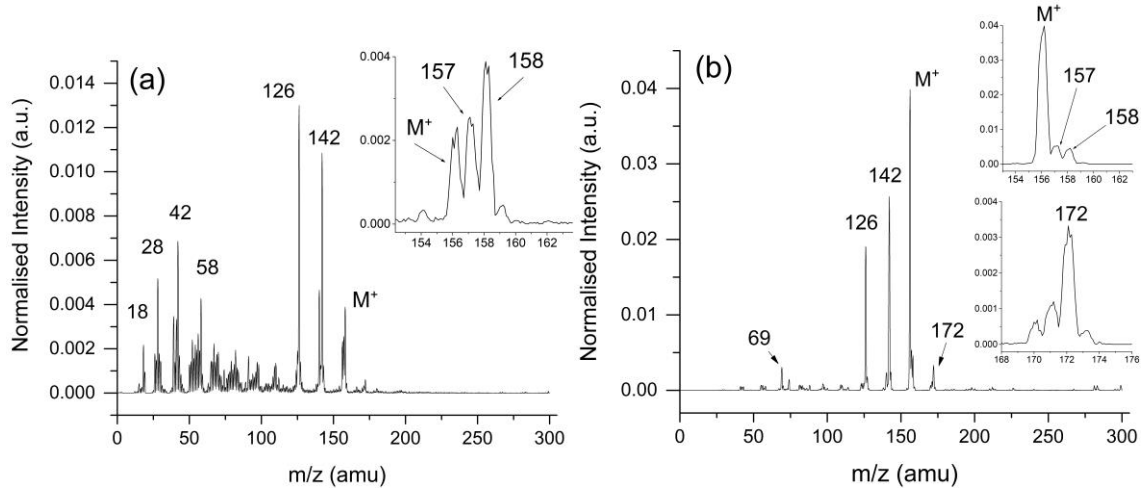 (a)
Normalised Intensity (a.u.)
0.014
0.012
0.010
0.008
0.006
0.004
0.002
0.000
0 50 100 150 200 250 300
m/z (amu)
18
28
42
58
126
142
M⁺
0.004
0.002
0.000
154 156 158 160 162
M⁺
157
158
(b)
Normalised Intensity (a.u.)
0.04
0.03
0.02
0.01
0.00
0 50 100 150 200 250 300
m/z (amu)
69
126
142
M⁺
172
M⁺
0.04
0.03
0.02
0.01
0.00
154 156 158 160 162
157
158
172
0.004
0.003
0.002
0.001
0.000
168 170 172 174 176